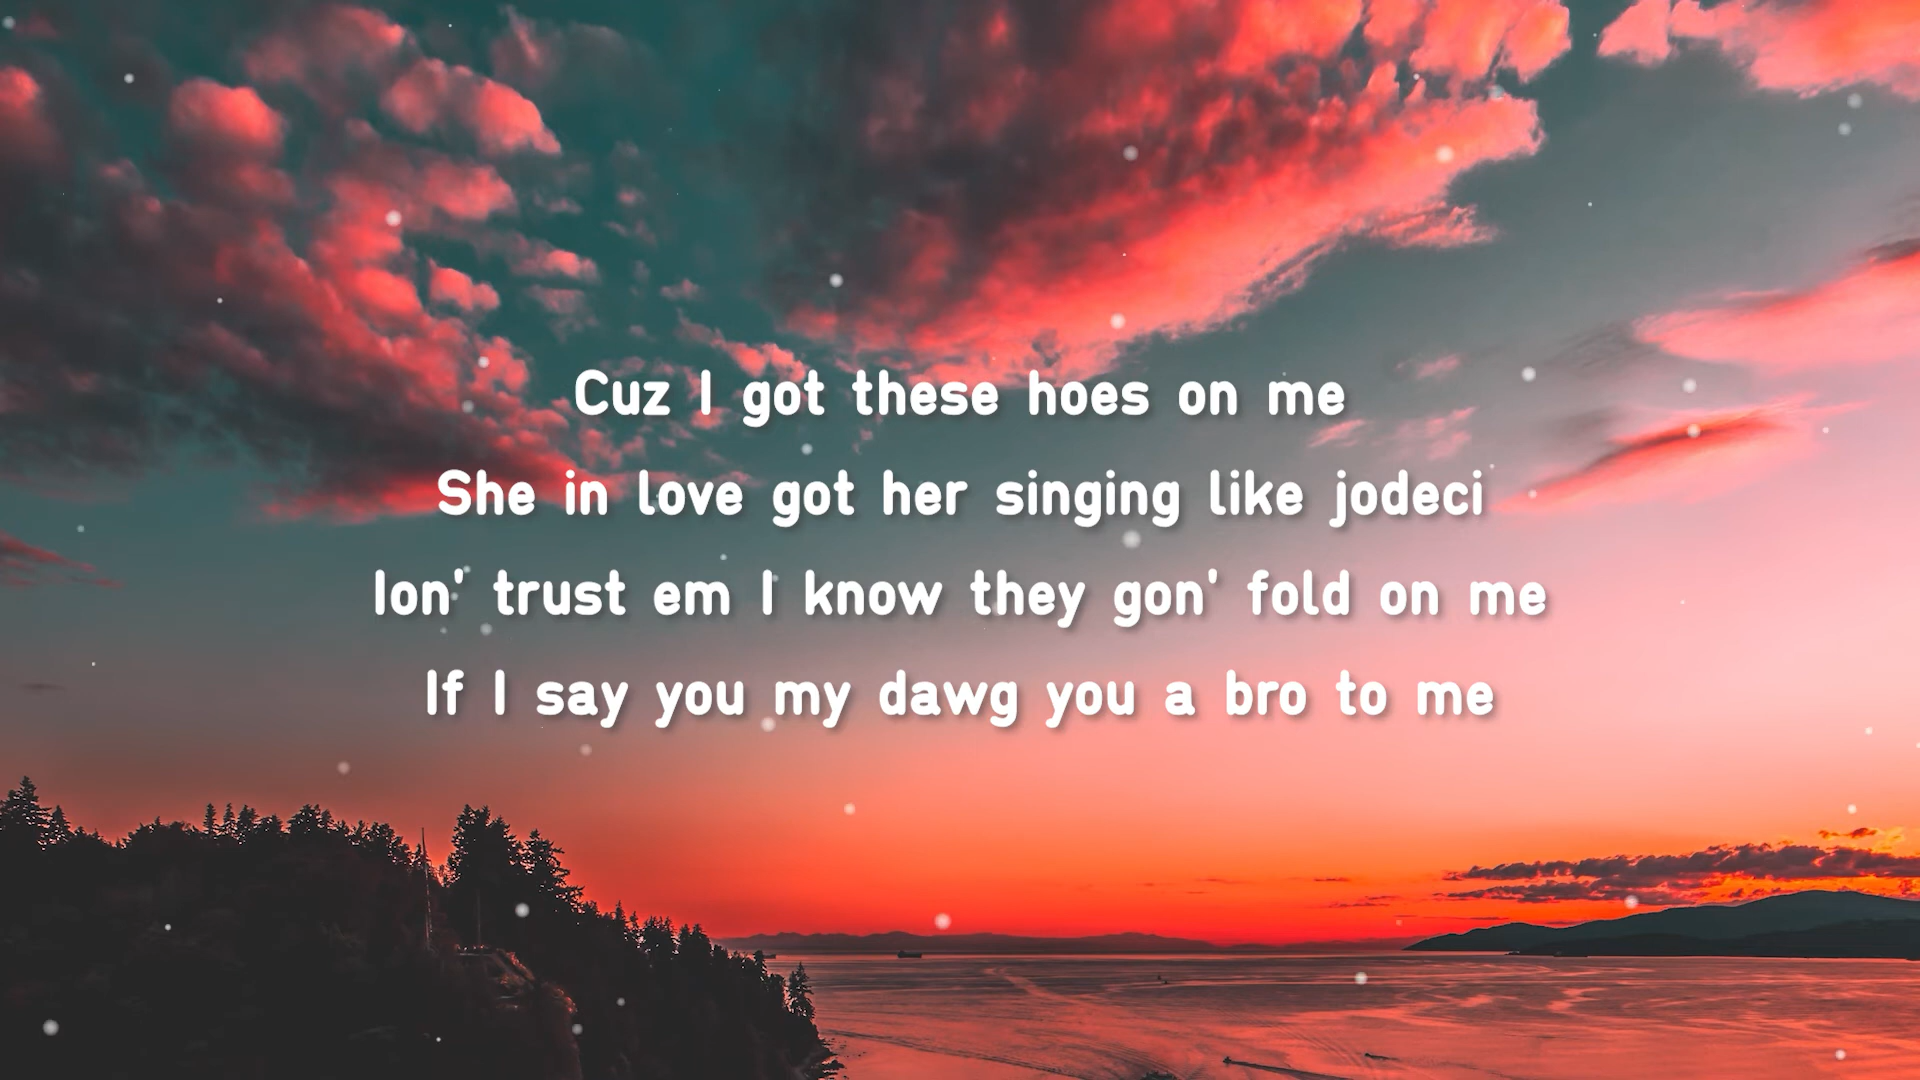 Cuz I got these hoes on me
She in love got her singing like jodeci
Ion' trust em I know they gon' fold on me
If I say you my dawg you a bro to me